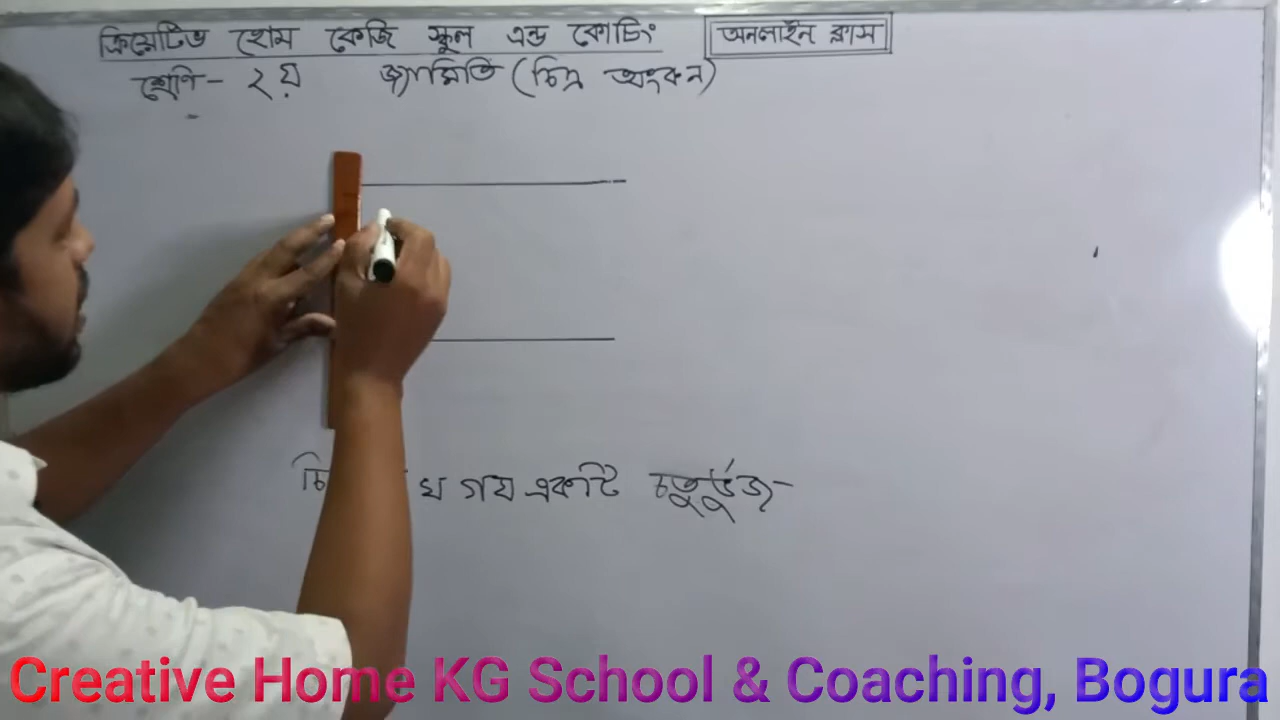 ক্রিয়েটিভ হোম কেজি স্কুল এন্ড কোচিং অনলাইন ক্লাস
শ্রেণি - ২য় জ্যামিতি (চিত্র অংকন)
খ গঘ একটি চতুর্ভুজ
Creative Home KG School & Coaching, Bogura